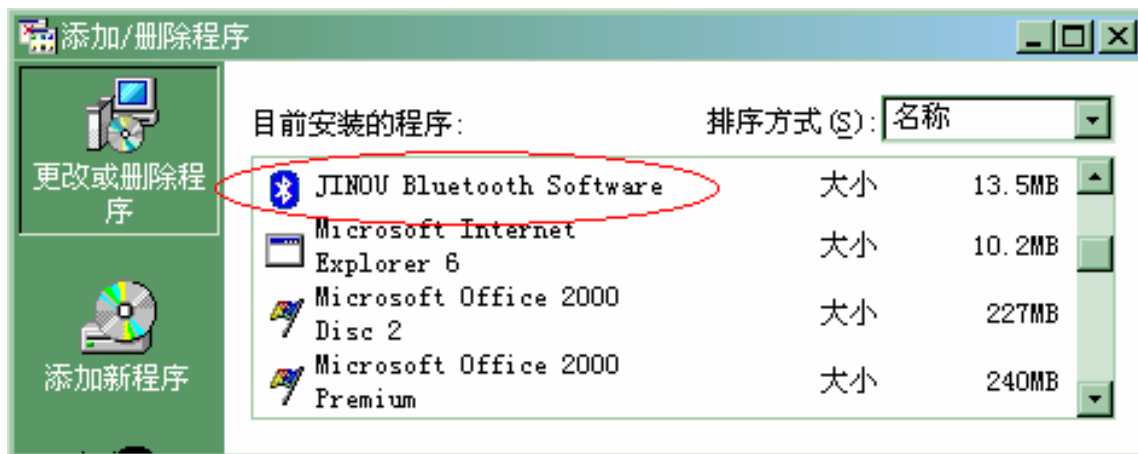 添加/删除程序
更改或删除程
序
添加新程序
目前安装的程序:
排序方式(S): 名称
JINOU Bluetooth Software 大小 13.5MB
Microsoft Internet
Explorer 6 大小 10.2MB
Microsoft Office 2000
Disc 2 大小 227MB
Microsoft Office 2000
Premium 大小 240MB